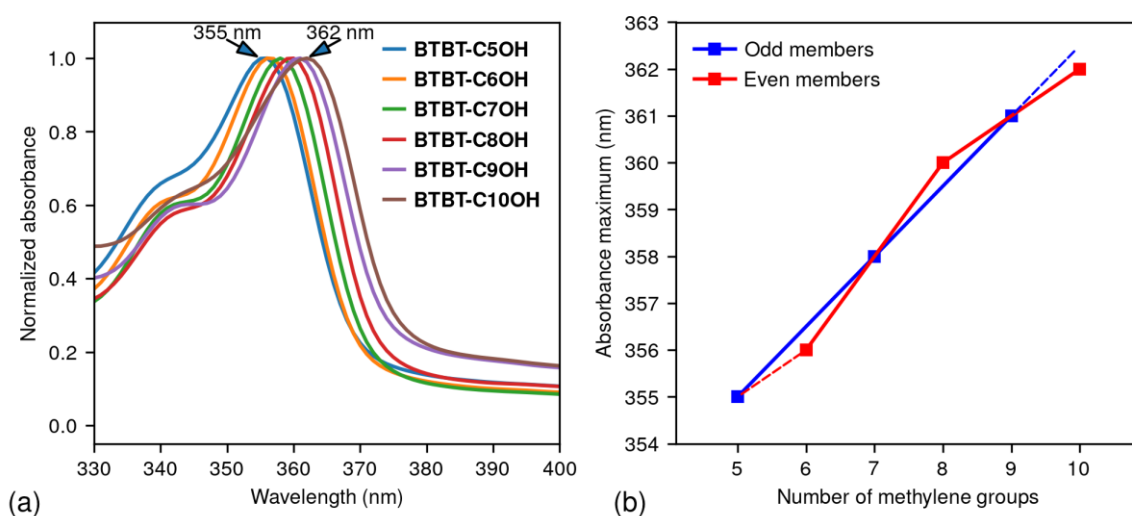 355 nm
362 nm
BTBT-C5OH
BTBT-C6OH
BTBT-C7OH
BTBT-C8OH
BTBT-C9OH
BTBT-C10OH
1.0
0.8
0.6
0.4
0.2
0.0
Normalized absorbance
330 340 350 360 370 380 390 400
Wavelength (nm)
(a)
Odd members
Even members
363
362
361
360
359
358
357
356
355
354
Absorbance maximum (nm)
5 6 7 8 9 10
Number of methylene groups
(b)